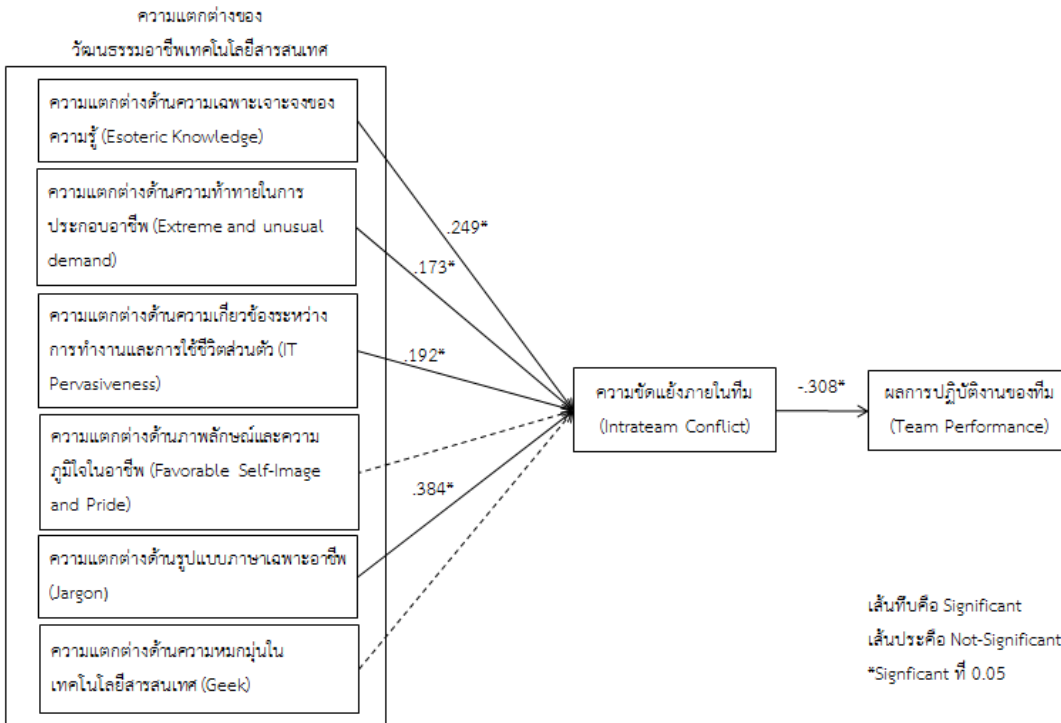 ความแตกต่างของ
วัฒนธรรมอาชีพเทคโนโลยีสารสนเทศ
ความแตกต่างด้านความเฉพาะเจาะจงของ
ความรู้ (Esoteric Knowledge)
ความแตกต่างด้านความท้าทายในการ
ประกอบอาชีพ (Extreme and unusual
demand)
ความแตกต่างด้านความเกี่ยวข้องระหว่าง
การทำงานและการใช้ชีวิตส่วนตัว (IT
Pervasiveness)
ความแตกต่างด้านภาพลักษณ์และความ
ภูมิใจในอาชีพ (Favorable Self-Image
and Pride)
ความแตกต่างด้านรูปแบบภาษาเฉพาะอาชีพ
(Jargon)
ความแตกต่างด้านความหมกมุ่นใน
เทคโนโลยีสารสนเทศ (Geek)
.249*
.173*
.192*
.384*
ความขัดแย้งภายในทีม
(Intrateam Conflict)
-.308*
ผลการปฏิบัติงานของทีม
(Team Performance)
เส้นทึบคือ Significant
เส้นประคือ Not-Significant
*Signficant ที่ 0.05